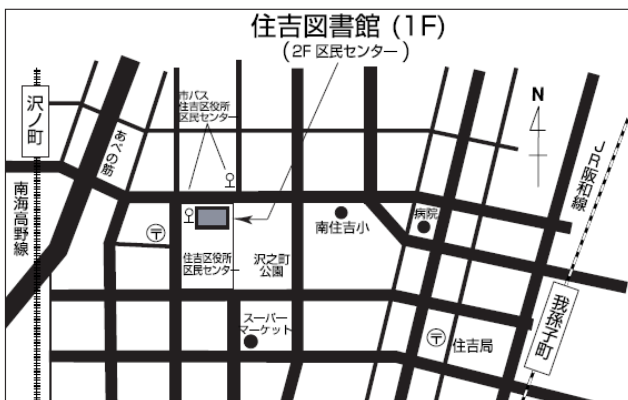 住吉図書館 (1F)
(2F 区民センター)
市バス
住吉区役所
区民センター
沢ノ町
あべの筋
N
JR阪和線
南海高野線
〒
住吉区役所
区民センター
沢之町
公園
南住吉小
病院
スーパー
マーケット
〒
住吉局
我孫子町